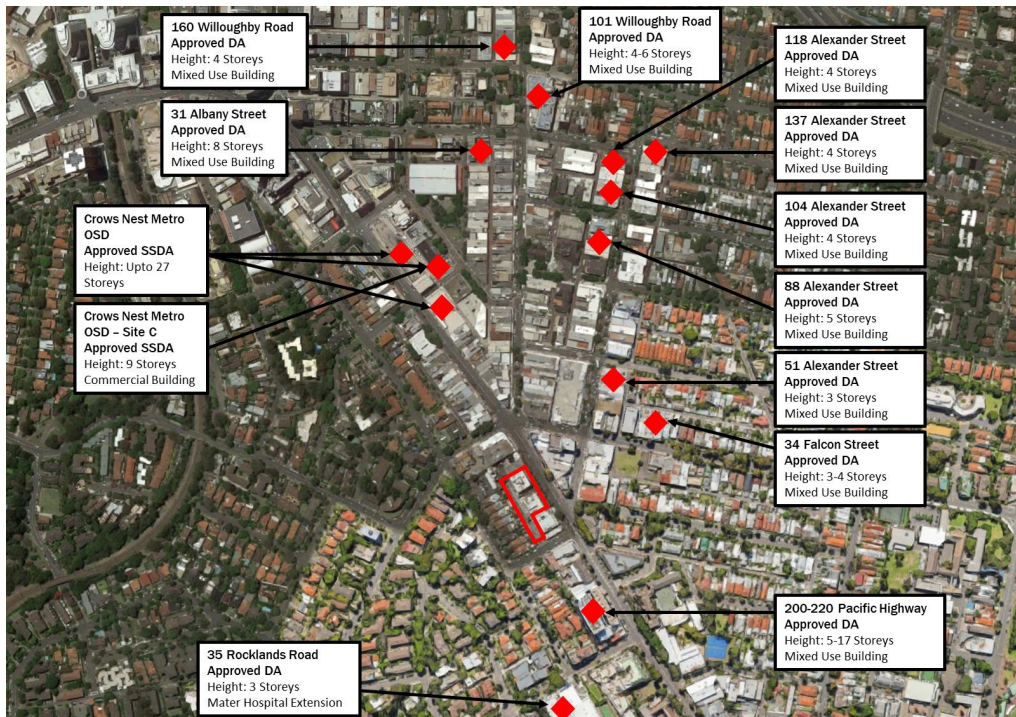 160 Willoughby Road
Approved DA
Height: 4 Storeys
Mixed Use Building
101 Willoughby Road
Approved DA
Height: 4-6 Storeys
Mixed Use Building
118 Alexander Street
Approved DA
Height: 4 Storeys
Mixed Use Building
31 Albany Street
Approved DA
Height: 8 Storeys
Mixed Use Building
137 Alexander Street
Approved DA
Height: 4 Storeys
Mixed Use Building
Crows Nest Metro
OSD
Approved SSDA
Height: Upto 27
Storeys
104 Alexander Street
Approved DA
Height: 4 Storeys
Mixed Use Building
Crows Nest Metro
OSD – Site C
Approved SSDA
Height: 9 Storeys
Commercial Building
88 Alexander Street
Approved DA
Height: 5 Storeys
Mixed Use Building
51 Alexander Street
Approved DA
Height: 3 Storeys
Mixed Use Building
34 Falcon Street
Approved DA
Height: 3-4 Storeys
Mixed Use Building
200-220 Pacific Highway
Approved DA
Height: 5-17 Storeys
Mixed Use Building
35 Rocklands Road
Approved DA
Height: 3 Storeys
Mater Hospital Extension